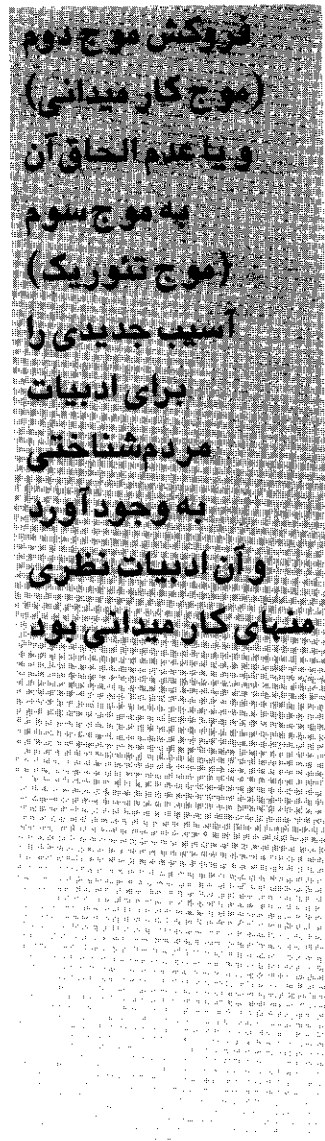 فروکش موج دوم
(موج کار میدانی)
و یا عدم الحاق آن
به موج سوم
(موج تئوریک)
آسیب جدیدی را
برای ادبیات
مردم‌شناختی
به وجود آورد
و آن ادبیات نظری
منهای کار میدانی بود